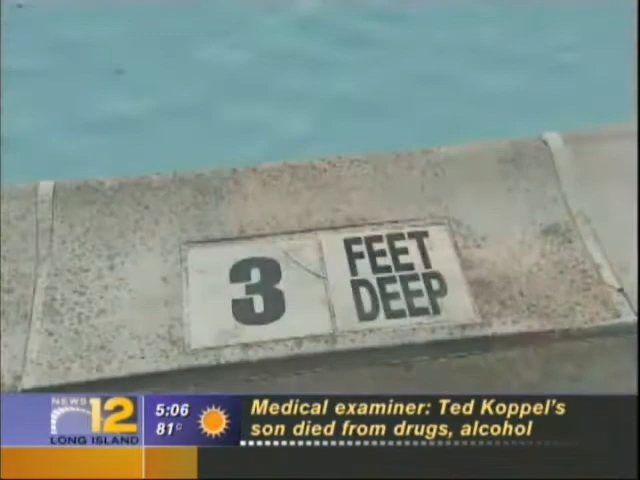 3 FEET
DEEP
NEWS 12
LONG ISLAND
5:06
81°
Medical examiner: Ted Koppel's
son died from drugs, alcohol